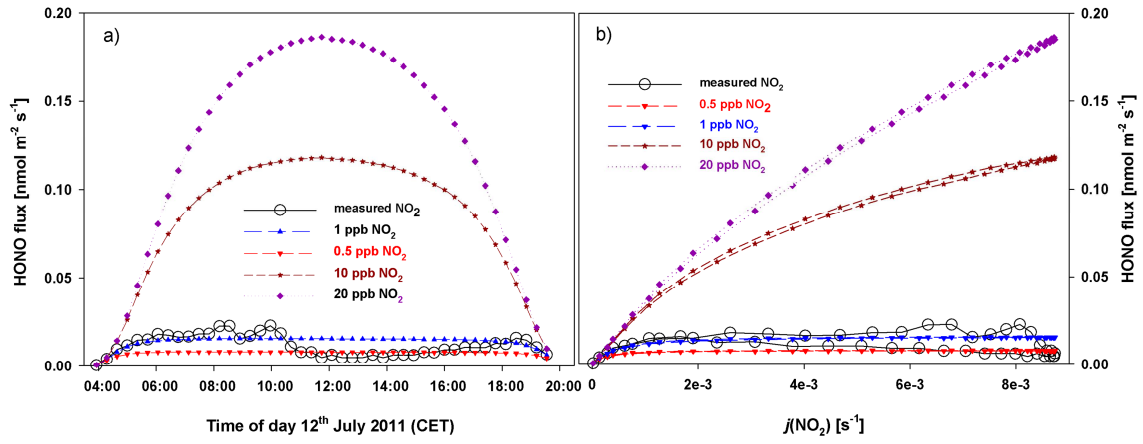 a)
HONO flux [nmol m⁻² s⁻¹]
0.20
0.15
0.10
0.05
0.00
measured NO₂
1 ppb NO₂
0.5 ppb NO₂
10 ppb NO₂
20 ppb NO₂
04:00 06:00 08:00 10:00 12:00 14:00 16:00 18:00 20:00
Time of day 12th July 2011 (CET)
b)
measured NO₂
0.5 ppb NO₂
1 ppb NO₂
10 ppb NO₂
20 ppb NO₂
0 2e-3 4e-3 6e-3 8e-3
j(NO₂) [s⁻¹]
0.20
0.15
0.10
0.05
0.00
HONO flux [nmol m⁻² s⁻¹]